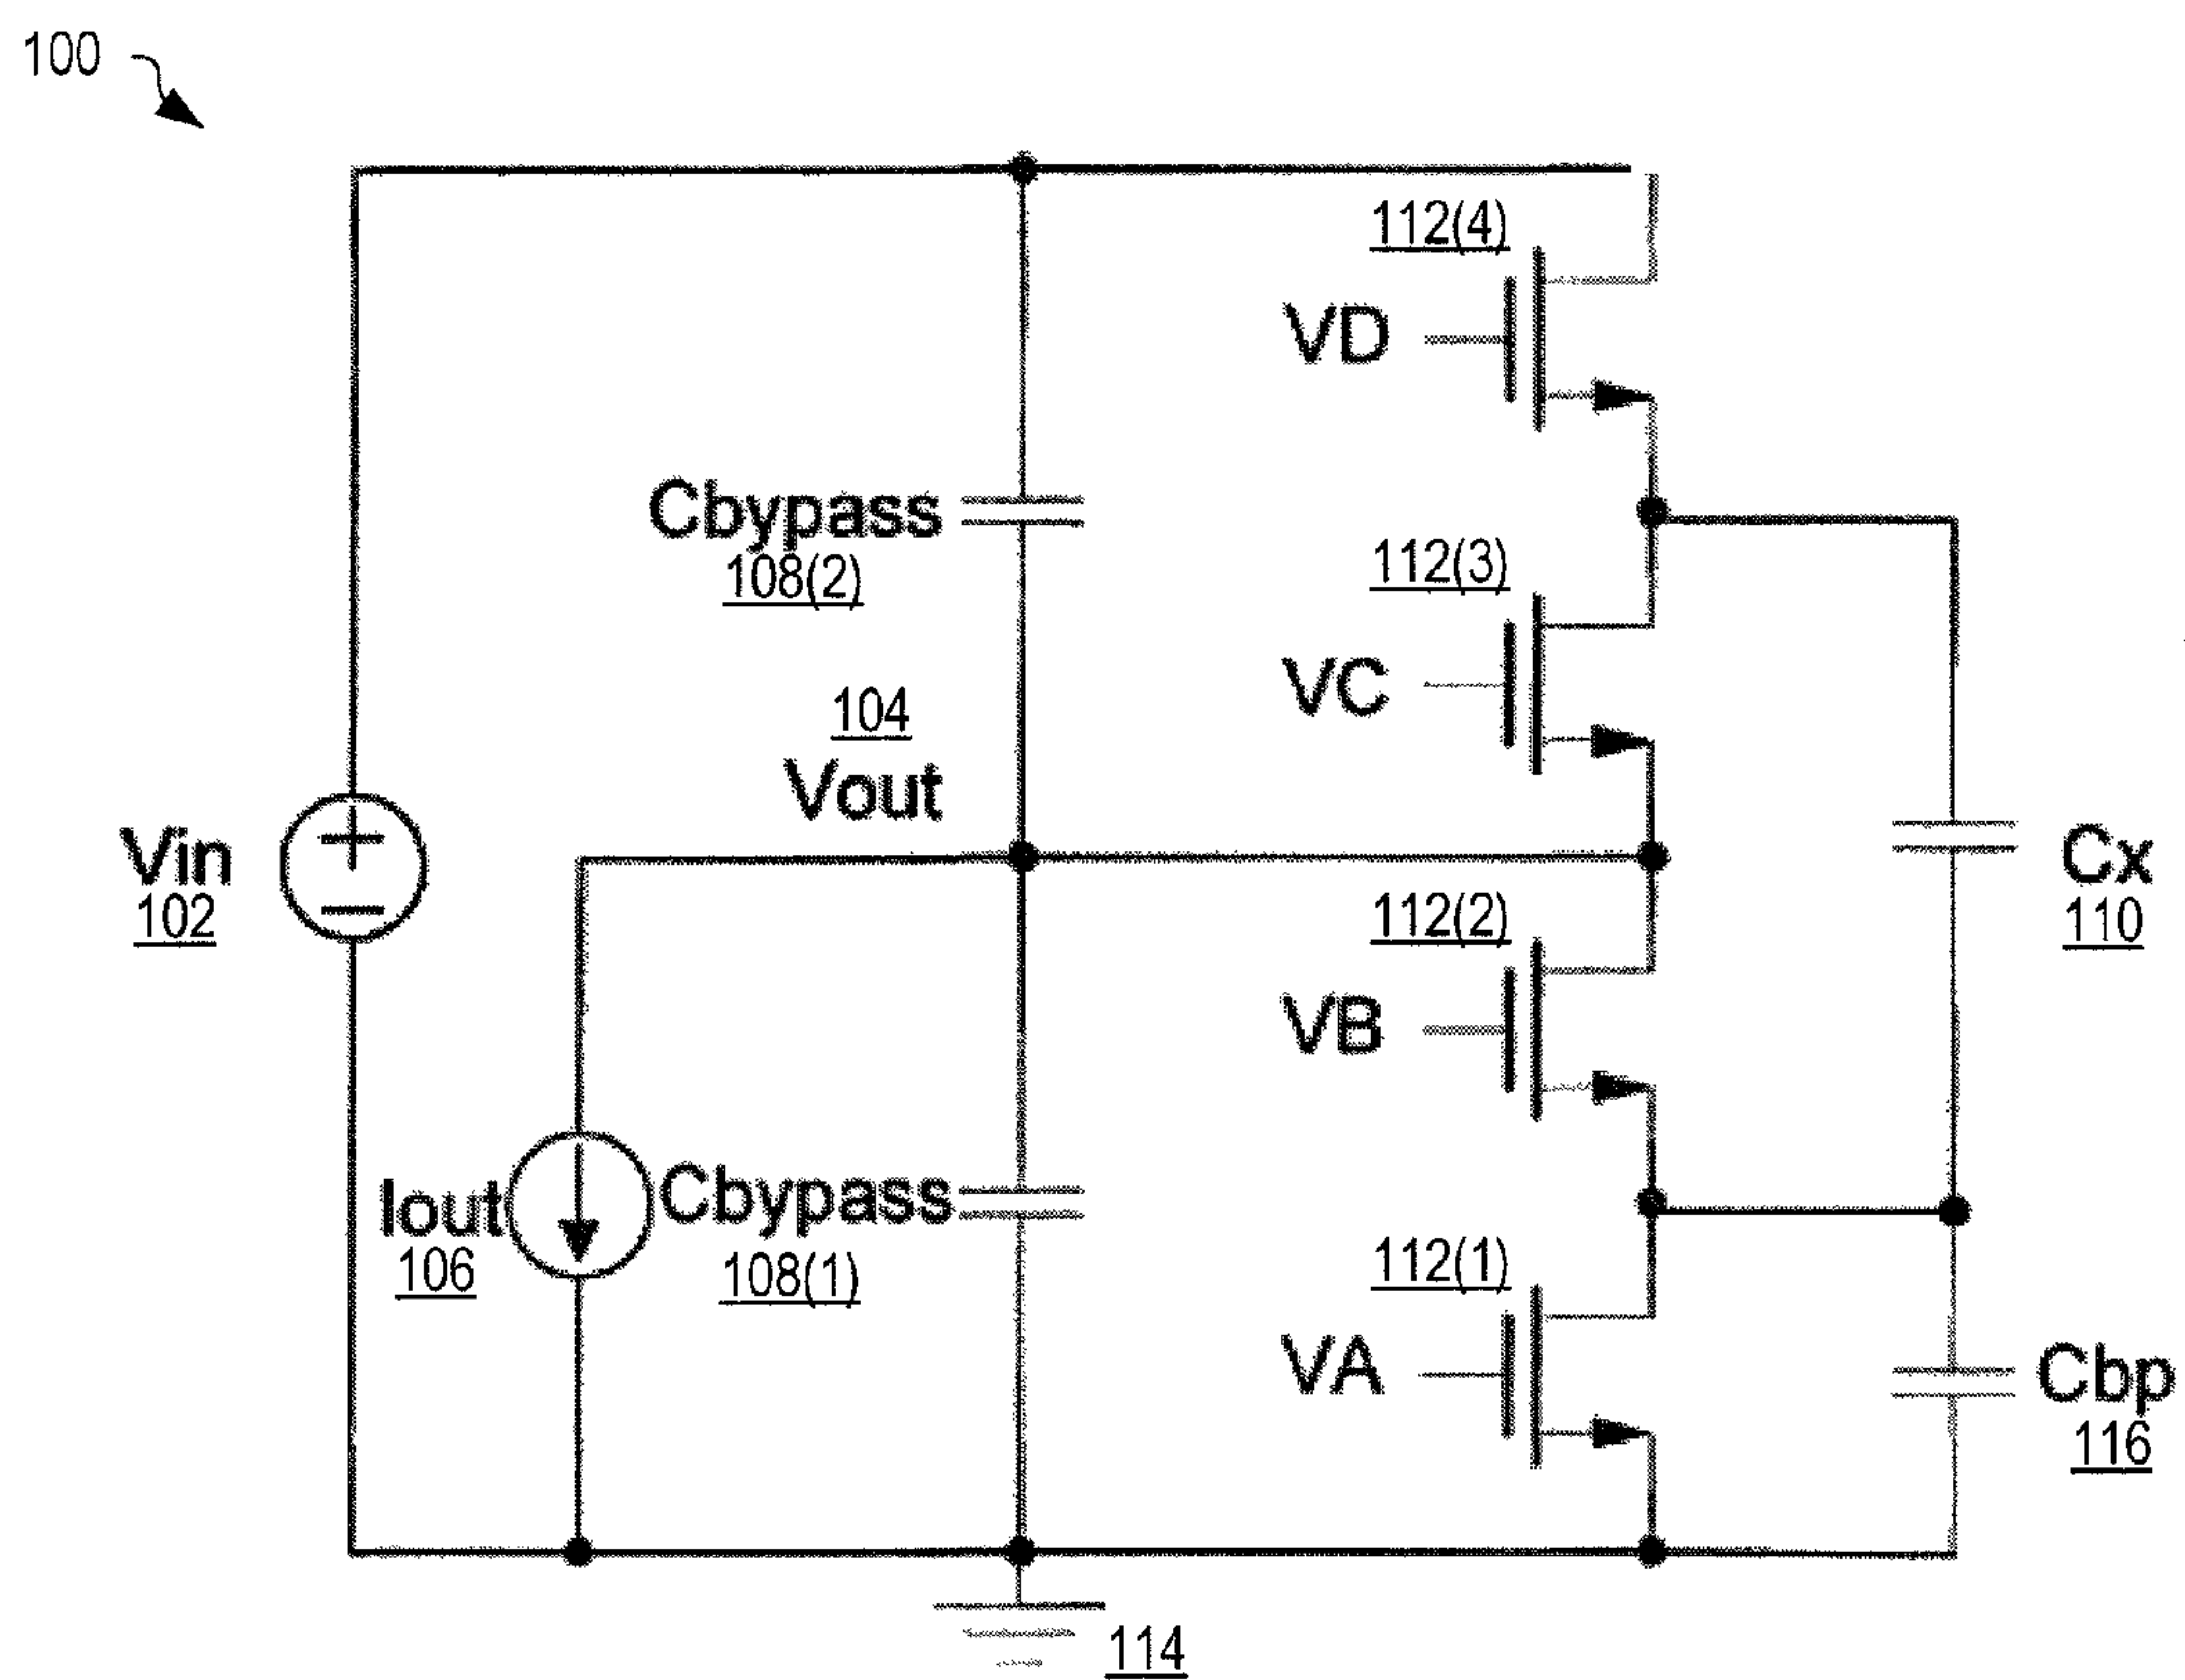 100
112(4)
VD
Cbypass
108(2)
112(3)
VC
104
Vout
Vin
102
Cx
110
112(2)
VB
Iout
106
Cbypass
108(1)
112(1)
VA
Cbp
116
114